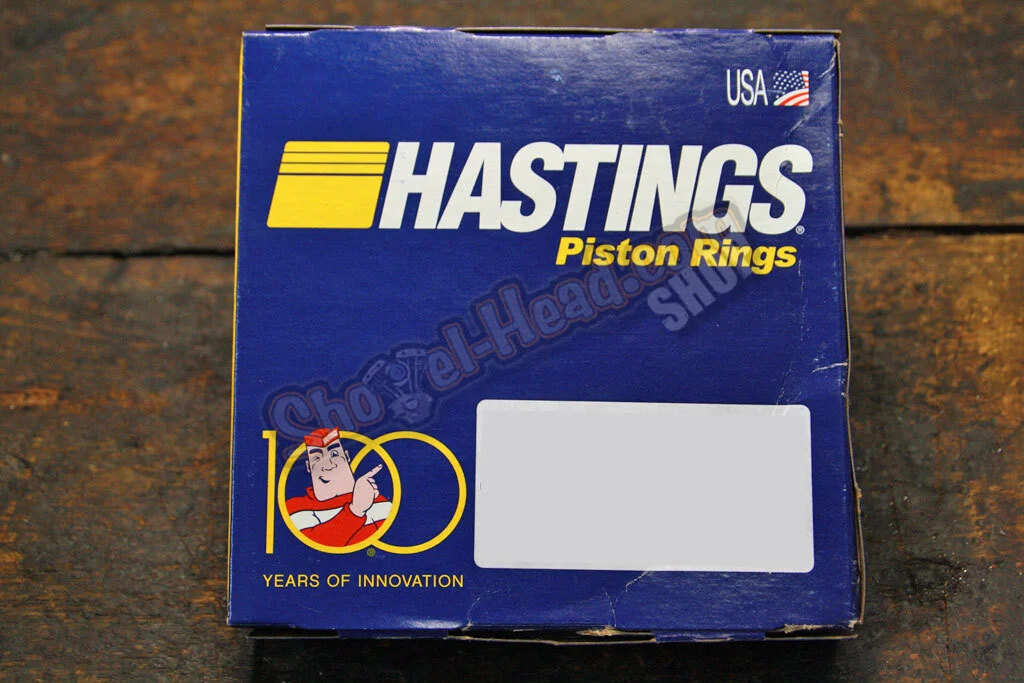 USA
HASTINGS®
Piston Rings
Shovel-Head.com
SHOP
100
®
YEARS OF INNOVATION